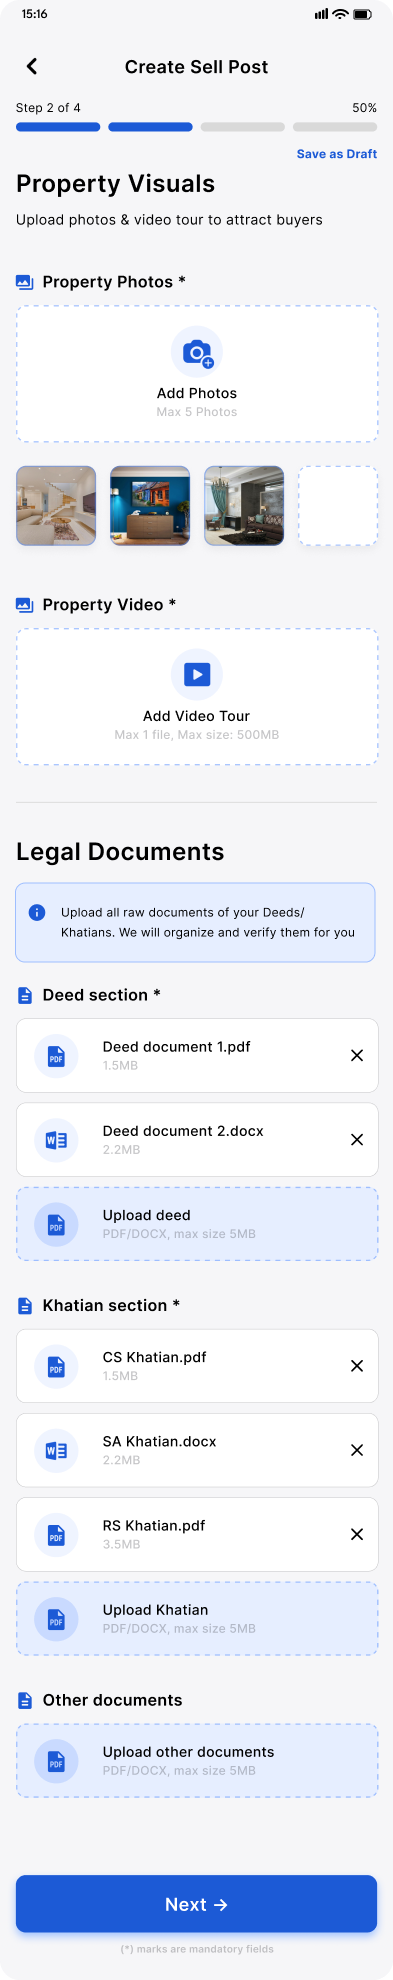 15:16
Create Sell Post
Step 2 of 4
50%
Save as Draft
Property Visuals
Upload photos & video tour to attract buyers
Property Photos *
Add Photos
Max 5 Photos
Property Video *
Add Video Tour
Max 1 file, Max size: 500MB
Legal Documents
Upload all raw documents of your Deeds/
Khatians. We will organize and verify them for you
Deed section *
PDF
Deed document 1.pdf
1.5MB
W
Deed document 2.docx
2.2MB
PDF
Upload deed
PDF/DOCX, max size 5MB
Khatian section *
PDF
CS Khatian.pdf
1.5MB
W
SA Khatian.docx
2.2MB
PDF
RS Khatian.pdf
3.5MB
PDF
Upload Khatian
PDF/DOCX, max size 5MB
Other documents
PDF
Upload other documents
PDF/DOCX, max size 5MB
Next →
(*) marks are mandatory fields